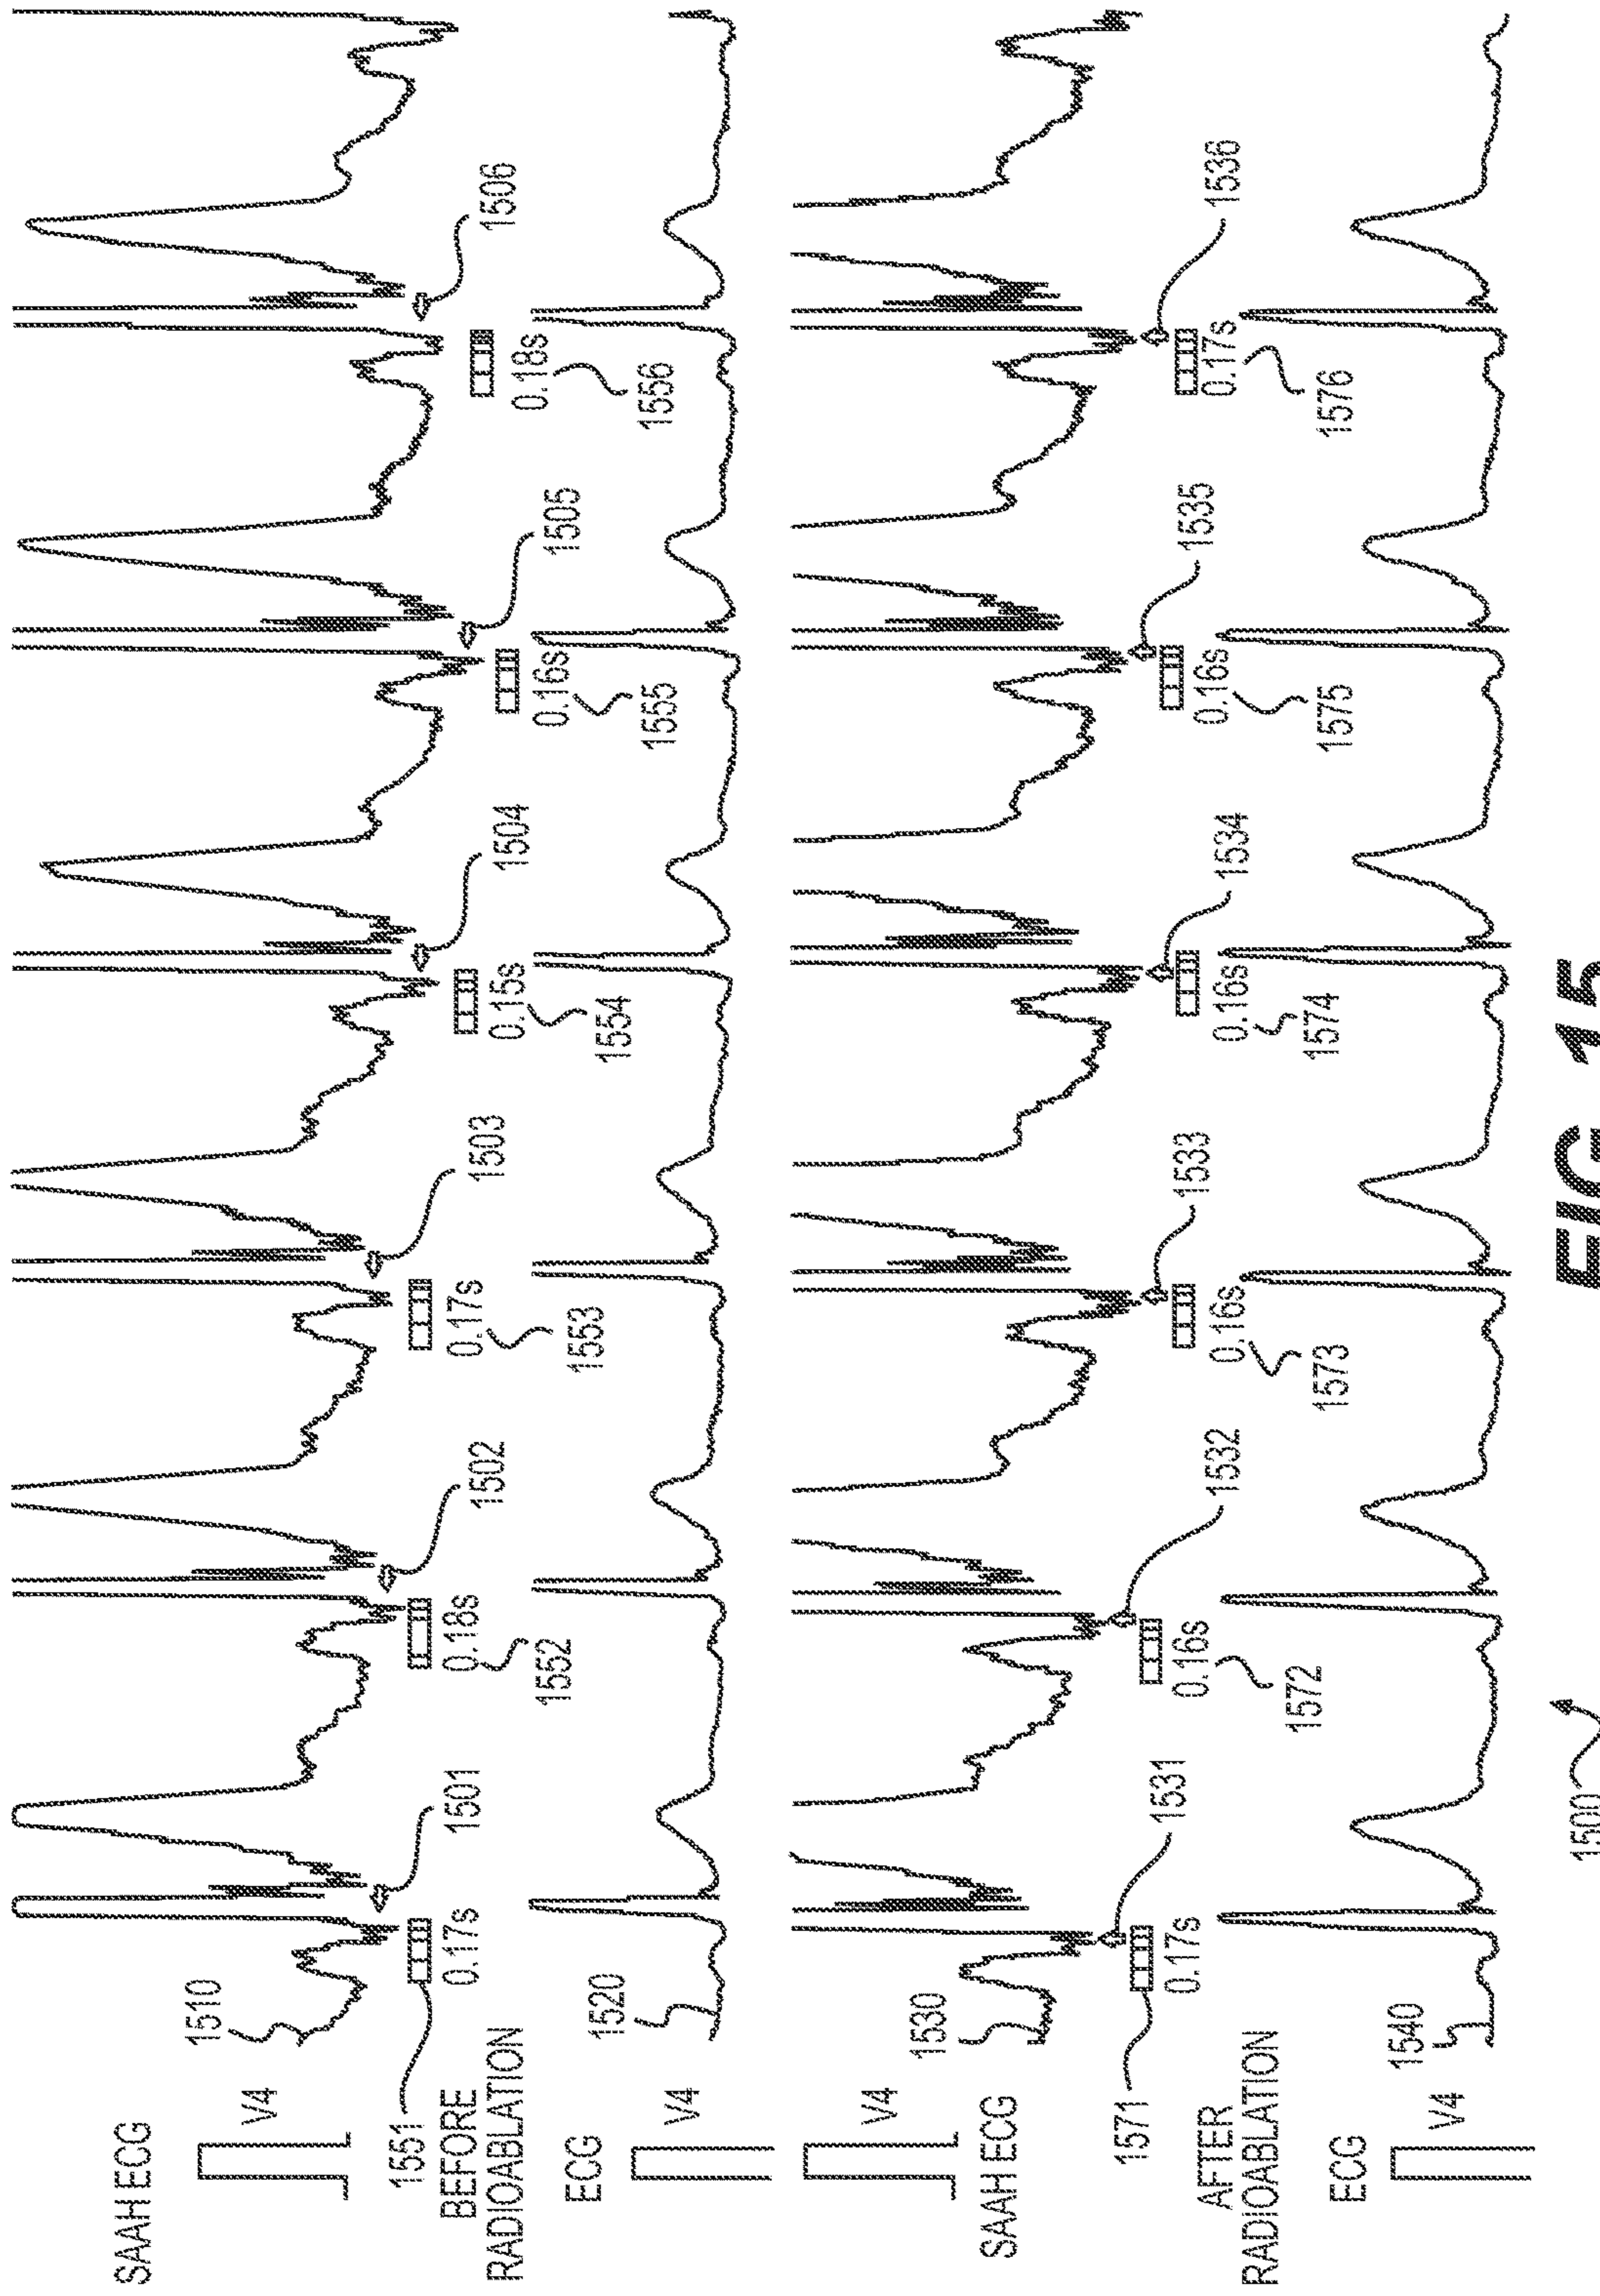 SAAH ECG
V4
1510
1501
1502
1503
1504
1505
1506
1551
0.17s
0.18s
1552
0.17s
1553
0.15s
1554
0.16s
1555
0.18s
1556
BEFORE
RADIOABLATION
ECG
V4
1520
SAAH ECG
V4
1530
1531
1532
1533
1534
1535
1536
1571
0.17s
0.16s
1572
0.16s
1573
0.16s
1574
0.16s
1575
0.17s
1576
AFTER
RADIOABLATION
ECG
V4
1540
1500
FIG. 15